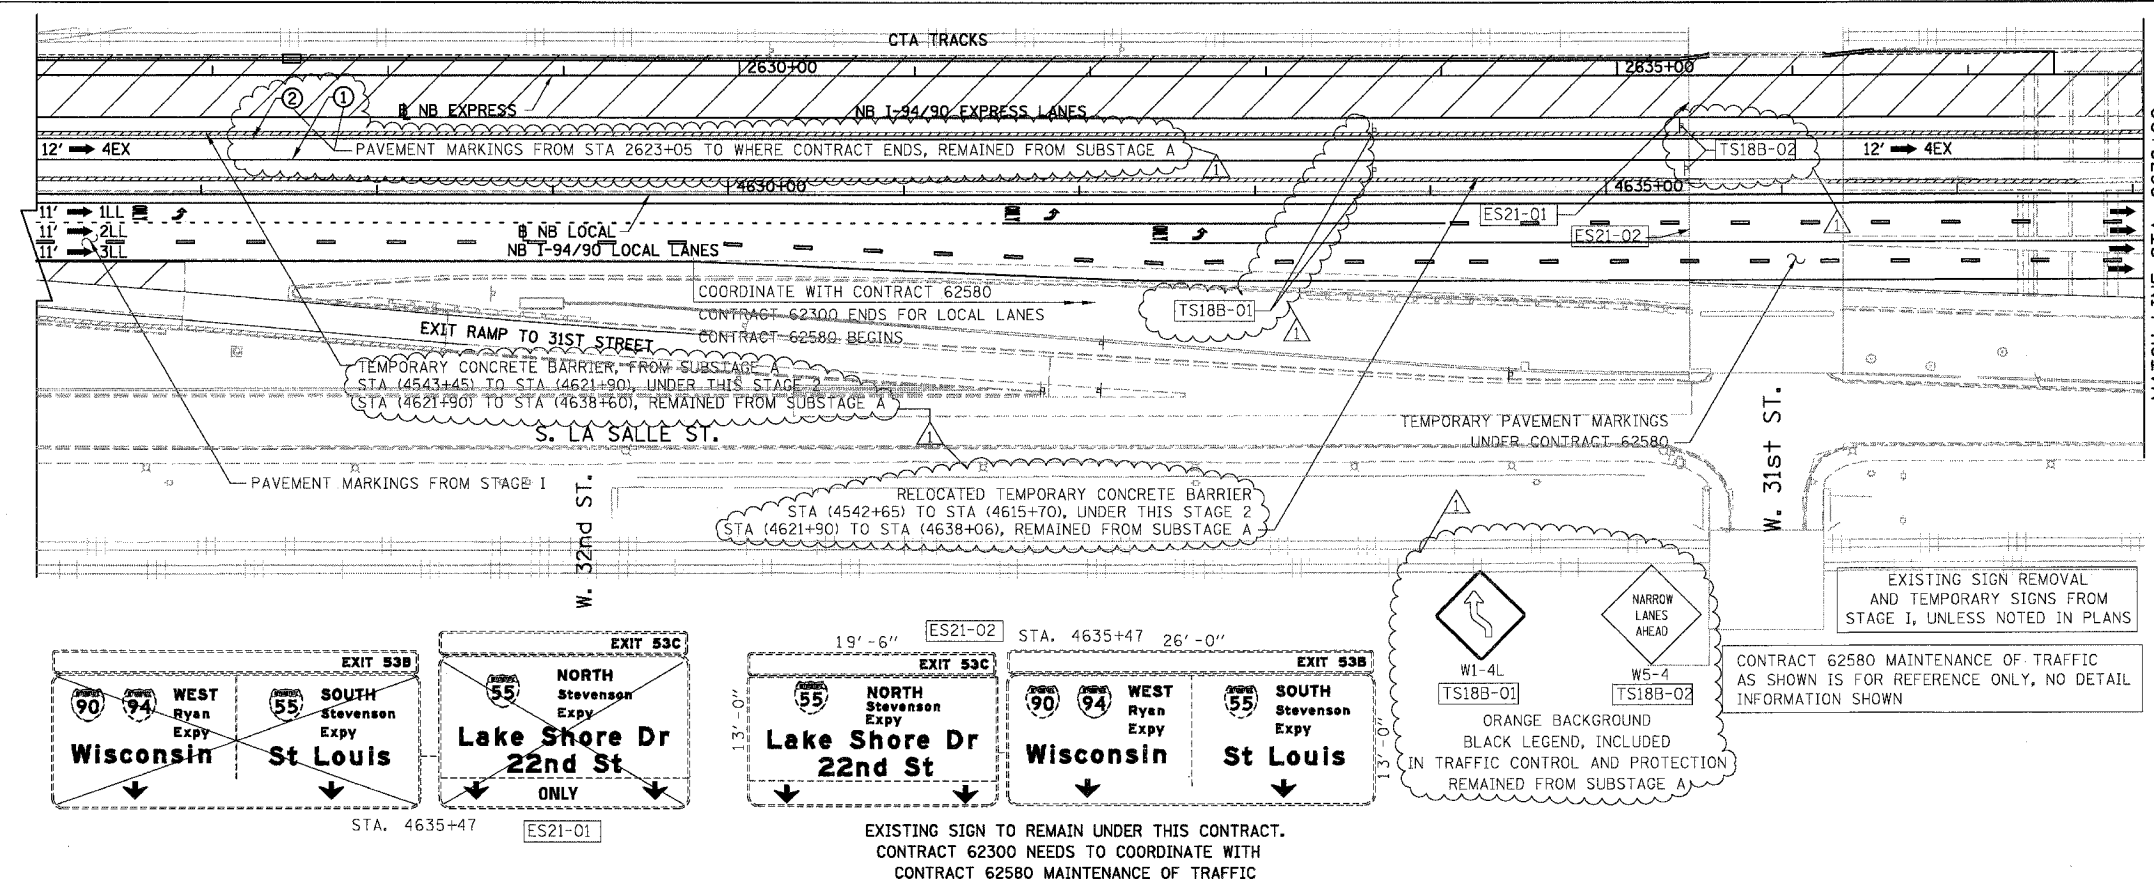 CTA TRACKS
2630+00
2635+00
2
1
℄ NB EXPRESS
NB I-94/90 EXPRESS LANES
12' 4EX
PAVEMENT MARKINGS FROM STA 2623+05 TO WHERE CONTRACT ENDS, REMAINED FROM SUBSTAGE A
1
TS18B-02
12' 4EX
4630+00
4635+00
11' 1LL
11' 2LL
11' 3LL
ES21-01
ES21-02
1
℄ NB LOCAL
NB I-94/90 LOCAL LANES
COORDINATE WITH CONTRACT 62580
CONTRACT 62300 ENDS FOR LOCAL LANES
CONTRACT 62580 BEGINS
TS18B-01
1
EXIT RAMP TO 31ST STREET
TEMPORARY CONCRETE BARRIER, FROM SUBSTAGE A
STA (4543+45) TO STA (4621+90), UNDER THIS STAGE 2
STA (4621+90) TO STA (4638+60), REMAINED FROM SUBSTAGE A
1
S. LA SALLE ST.
TEMPORARY PAVEMENT MARKINGS
UNDER CONTRACT 62580
PAVEMENT MARKINGS FROM STAGE I
W. 32nd ST.
W. 31st ST.
RELOCATED TEMPORARY CONCRETE BARRIER
STA (4542+65) TO STA (4615+70), UNDER THIS STAGE 2
STA (4621+90) TO STA (4638+06), REMAINED FROM SUBSTAGE A
1
EXIT 53B
90 94 WEST
Ryan
Expy
Wisconsin
55 SOUTH
Stevenson
Expy
St Louis
EXIT 53C
55 NORTH
Stevenson
Expy
Lake Shore Dr
22nd St
ONLY
STA. 4635+47
ES21-01
19'-6"
ES21-02
STA. 4635+47
26'-0"
13'-0"
EXIT 53C
55 NORTH
Stevenson
Expy
Lake Shore Dr
22nd St
EXIT 53B
90 94 WEST
Ryan
Expy
Wisconsin
55 SOUTH
Stevenson
Expy
St Louis
13'-0"
EXISTING SIGN TO REMAIN UNDER THIS CONTRACT.
CONTRACT 62300 NEEDS TO COORDINATE WITH
CONTRACT 62580 MAINTENANCE OF TRAFFIC
NARROW
LANES
AHEAD
W1-4L
W5-4
TS18B-01
TS18B-02
ORANGE BACKGROUND
BLACK LEGEND, INCLUDED
IN TRAFFIC CONTROL AND PROTECTION
REMAINED FROM SUBSTAGE A
EXISTING SIGN REMOVAL
AND TEMPORARY SIGNS FROM
STAGE I, UNLESS NOTED IN PLANS
CONTRACT 62580 MAINTENANCE OF TRAFFIC
AS SHOWN IS FOR REFERENCE ONLY, NO DETAIL
INFORMATION SHOWN